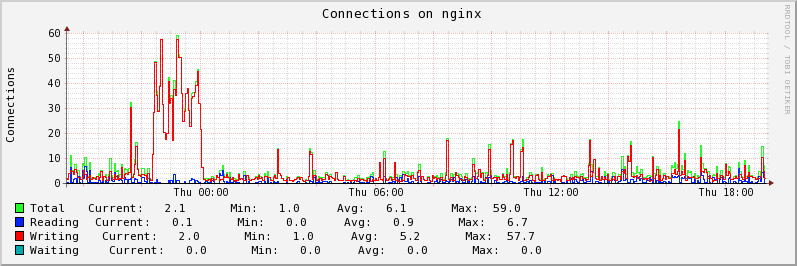 Connections on nginx
RRDTOOL / TOBI OETIKER
Connections
60
50
40
30
20
10
0
Thu 00:00 Thu 06:00 Thu 12:00 Thu 18:00
Total Current: 2.1 Min: 1.0 Avg: 6.1 Max: 59.0
Reading Current: 0.1 Min: 0.0 Avg: 0.9 Max: 6.7
Writing Current: 2.0 Min: 1.0 Avg: 5.2 Max: 57.7
Waiting Current: 0.0 Min: 0.0 Avg: 0.0 Max: 0.0